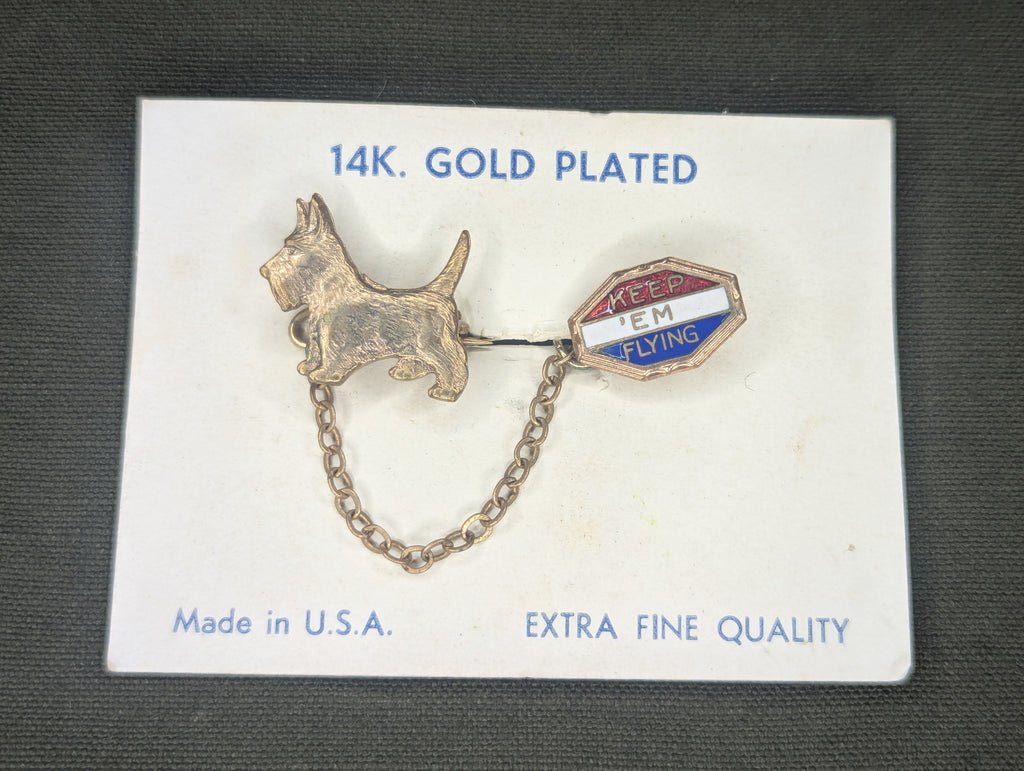 14K. GOLD PLATED
KEEP
'EM
FLYING
Made in U.S.A.
EXTRA FINE QUALITY